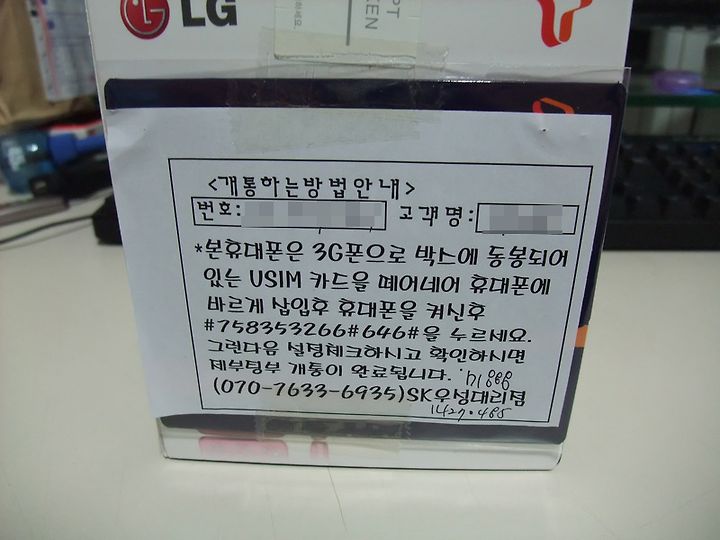 LG
<개통하는방법안내>
번호: 고객명:
*본휴대폰은 3G폰으로 박스에 동봉되어
있는 USIM 카드을 떼어네어 휴대폰에
바르게 삽입후 휴대폰을 켜신후
#758353266#646#을 누르세요.
그린다음 설정체크하시고 확인하시면
제부팅부 개통이 완료됩니다.
(070-7633-6935)SK우성대리점